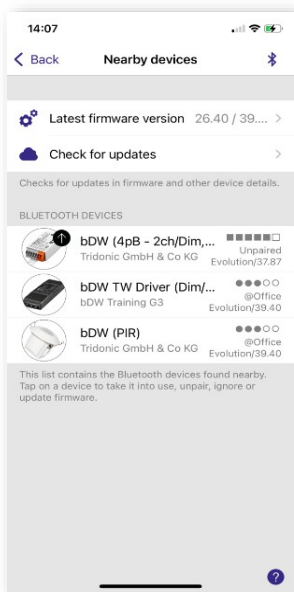 14:07
Back Nearby devices
Latest firmware version 26.40 / 39....
Check for updates
Checks for updates in firmware and other device details.
BLUETOOTH DEVICES
bDW (4pB - 2ch/Dim,...
Unpaired
Tridonic GmbH & Co KG
Evolution/37.87
bDW TW Driver (Dim/...
@Office
bDW Training G3
Evolution/39.40
bDW (PIR)
@Office
Tridonic GmbH & Co KG
Evolution/39.40
This list contains the Bluetooth devices found nearby.
Tap on a device to take it into use, unpair, ignore or
update firmware.
?